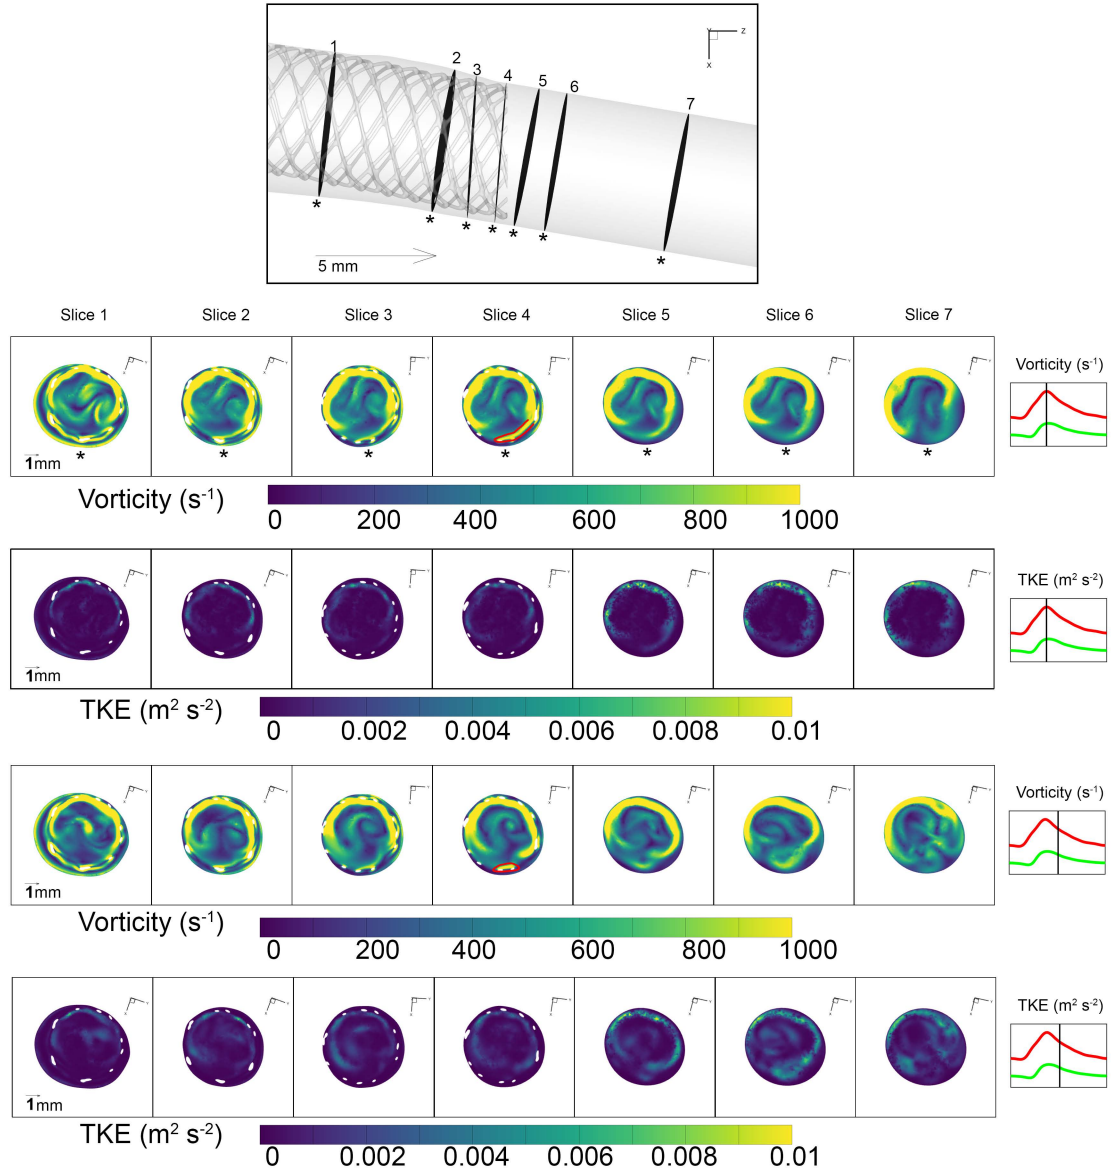 1
2
3
4
5
6
7
* * * * * * *
Y Z
X
5 mm
Slice 1 Slice 2 Slice 3 Slice 4 Slice 5 Slice 6 Slice 7
Vorticity (s-1)
1mm
* * * * * * *
Vorticity (s-1)
0 200 400 600 800 1000
TKE (m2 s-2)
1mm
TKE (m2 s-2)
0 0.002 0.004 0.006 0.008 0.01
Vorticity (s-1)
1mm
Vorticity (s-1)
0 200 400 600 800 1000
TKE (m2 s-2)
1mm
TKE (m2 s-2)
0 0.002 0.004 0.006 0.008 0.01